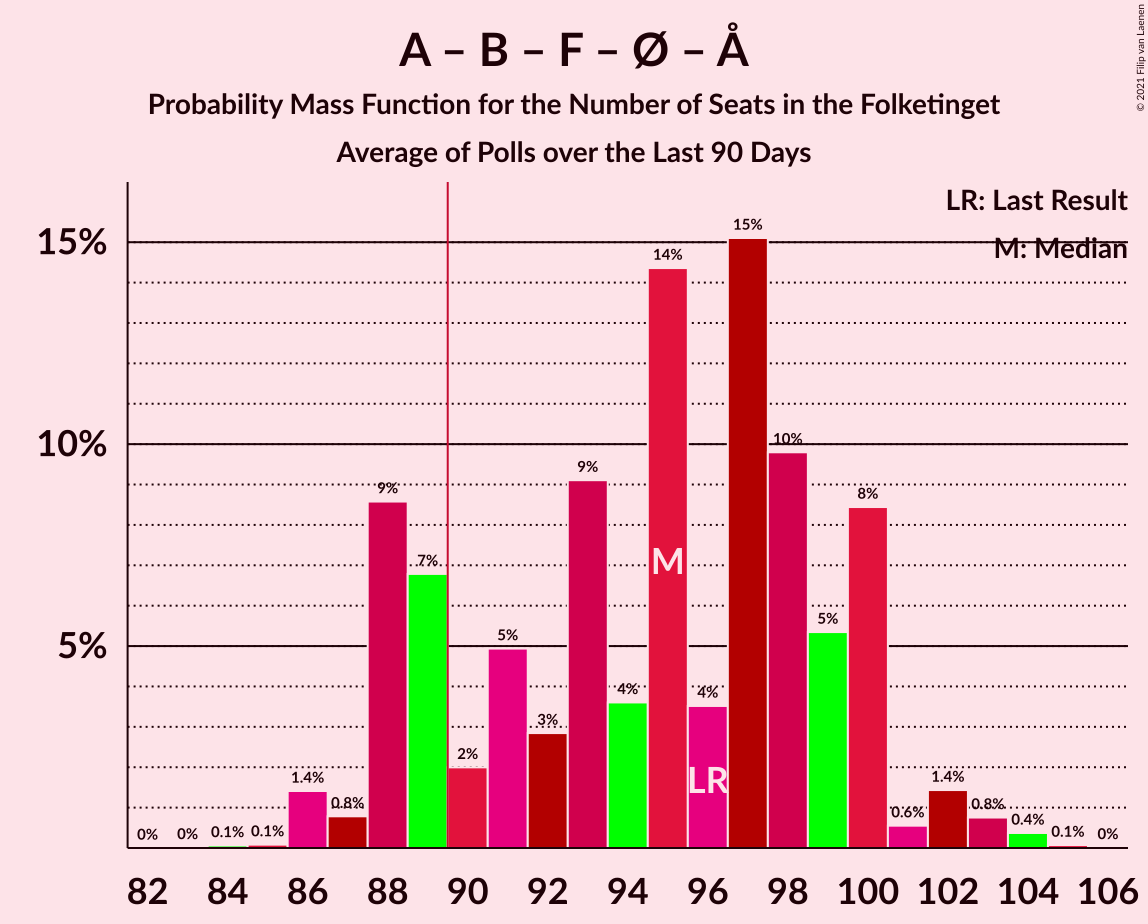 A – B – F – Ø – Å
Probability Mass Function for the Number of Seats in the Folketinget
Average of Polls over the Last 90 Days
© 2021 Filip van Laenen
LR: Last Result
M: Median
15%
10%
5%
0% 0% 0.1% 0.1% 1.4% 0.8% 9% 7% 2% 5% 3% 9% 4% 14% 4% 15% 10% 5% 8% 0.6% 1.4% 0.8% 0.4% 0.1% 0%
M
LR
82 84 86 88 90 92 94 96 98 100 102 104 106